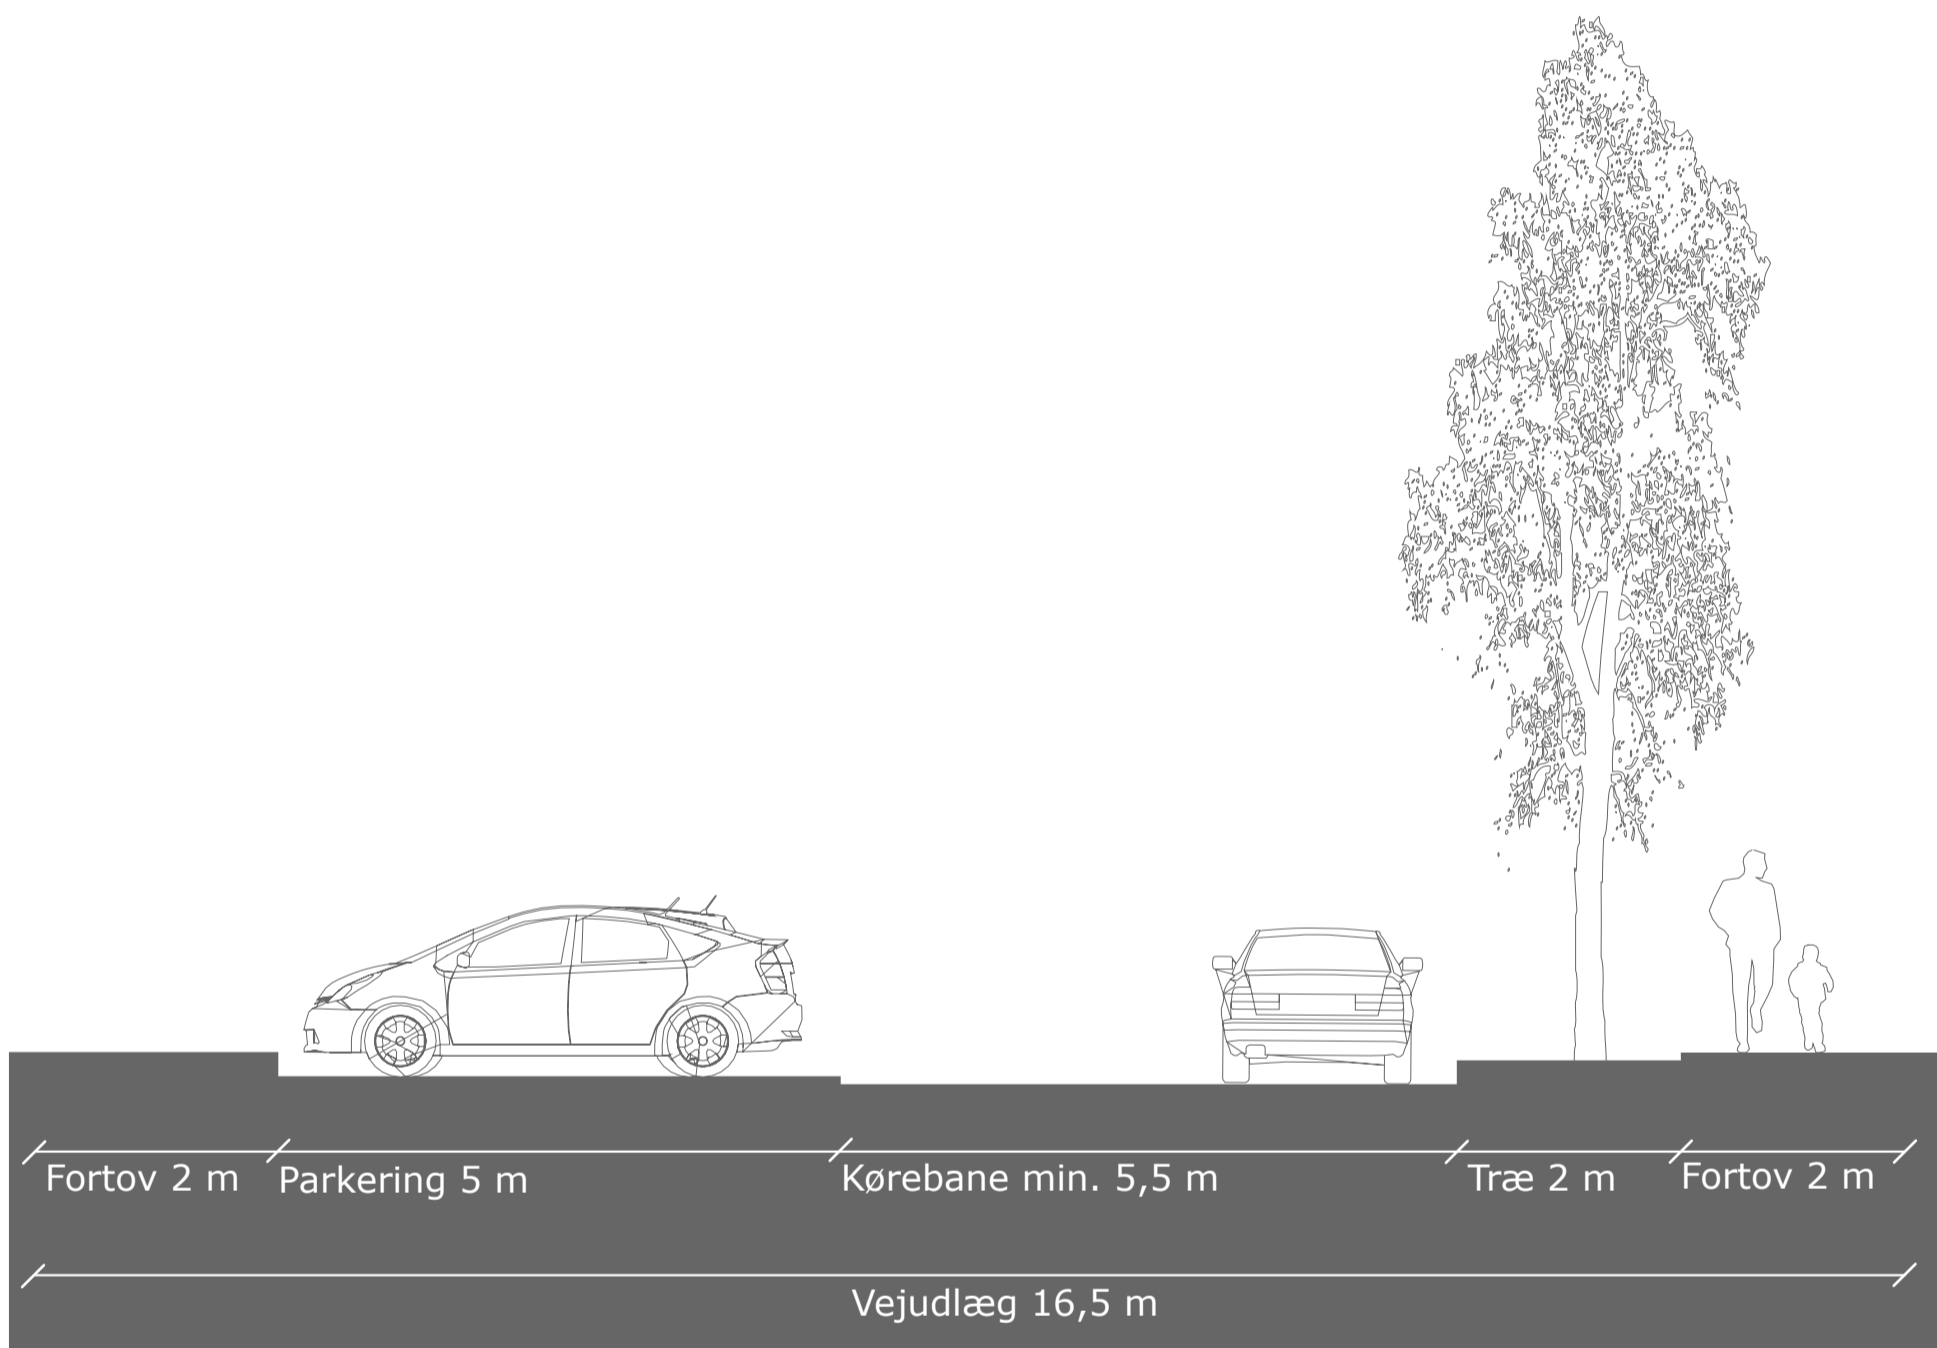 Fortov 2 m
Parkering 5 m
Kørebane min. 5,5 m
Træ 2 m
Fortov 2 m
Vejudlæg 16,5 m